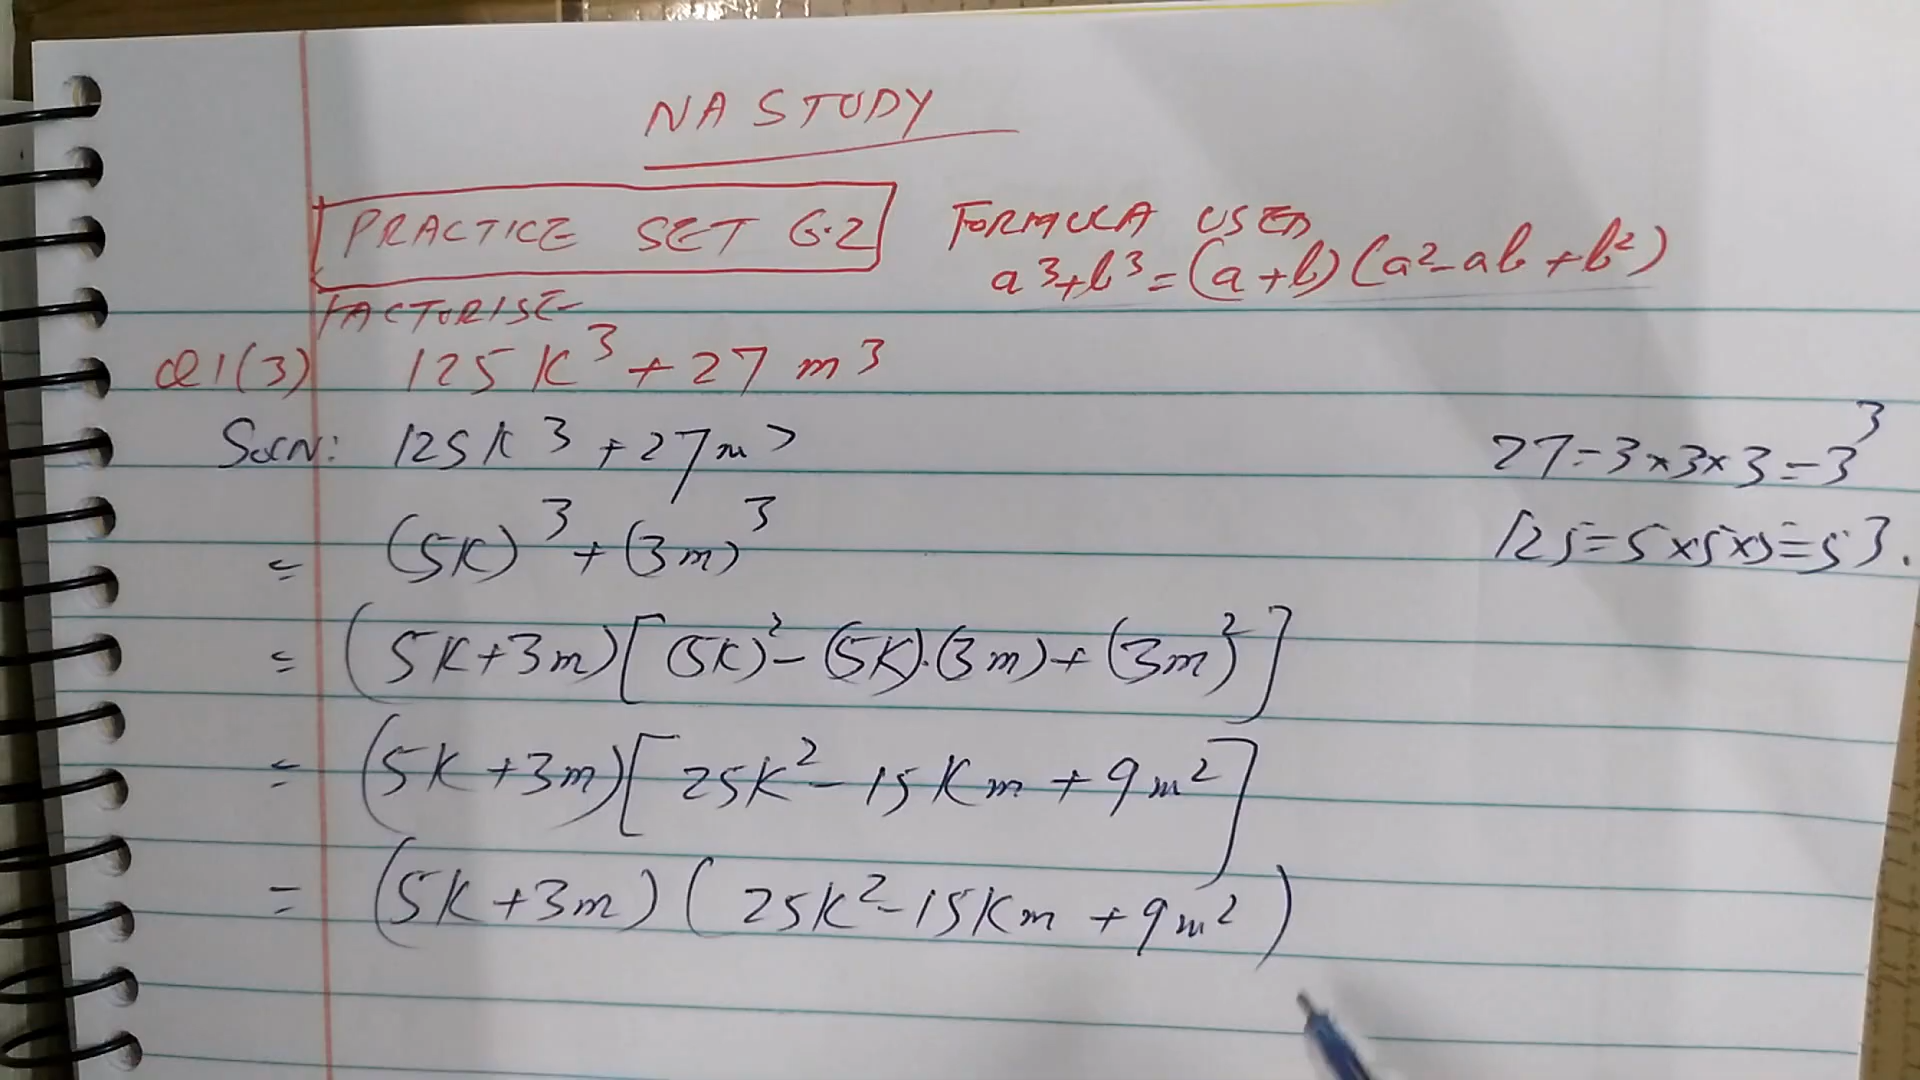 NA STUDY
PRACTICE SET 6.2
FORMULA USED
a³+b³=(a+b)(a²-ab+b²)
FACTORISE
Q1(3) 125K³+27m³
Soln: 125K³+27m³
27=3×3×3=3³
= (5K)³+(3m)³
125=5×5×5=5³.
= (5K+3m)[(5K)²-(5K).(3m)+(3m)²]
= (5K+3m)[25K²-15Km+9m²]
= (5K+3m)(25K²-15Km+9m²)